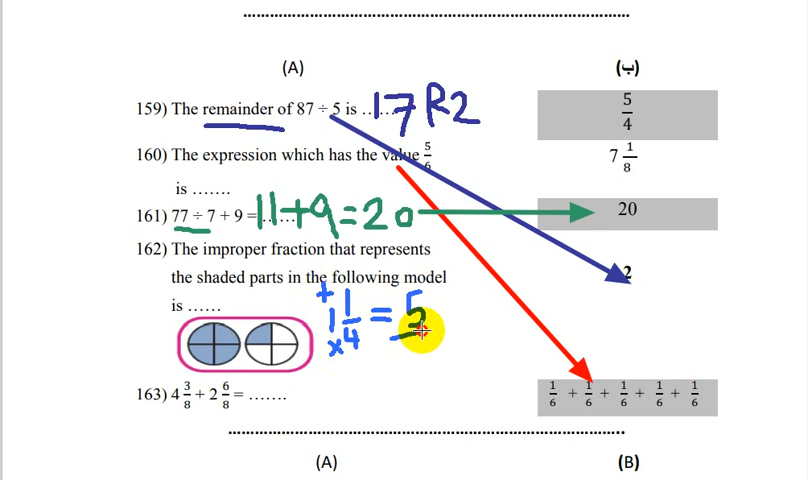 (A) (ب)
159) The remainder of 87 ÷ 5 is ...... 17 R2
5/4
160) The expression which has the value 5/6
7 1/8
is .......
161) 77 ÷ 7 + 9 = ...... 11+9=20
20
162) The improper fraction that represents
the shaded parts in the following model
2
is ......
+ 1 1/4 = 5
×
163) 4 3/8 + 2 6/8 = .......
1/6 + 1/6 + 1/6 + 1/6 + 1/6
(A) (B)